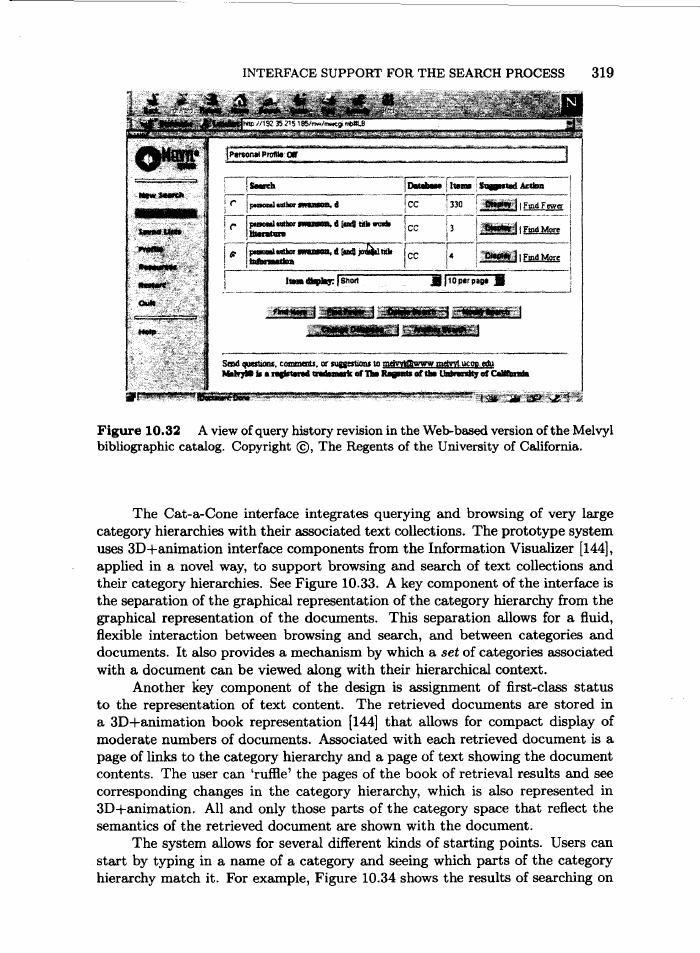 INTERFACE SUPPORT FOR THE SEARCH PROCESS 319
N
http://192.35.215.185/mw/mwcgi.mb#LB
Melvyl®
Personal Profile: Off
Search Database Items Suggested Action
New Search
personal author swanson, d CC 330 Display | Find Fewer
Saved Lists
personal author swanson, d [and] title words
literature CC 3 Display | Find More
Profile
personal author swanson, d [and] journal title
information CC 4 Display | Find More
Resources
Restart
Item display: Short 10 per page
Quit
Help
Send questions, comments, or suggestions to melvyl@www.melvyl.ucop.edu
Melvyl® is a registered trademark of The Regents of the University of California
Document: Done
Figure 10.32 A view of query history revision in the Web-based version of the Melvyl
bibliographic catalog. Copyright ©, The Regents of the University of California.
The Cat-a-Cone interface integrates querying and browsing of very large
category hierarchies with their associated text collections. The prototype system
uses 3D+animation interface components from the Information Visualizer [144],
applied in a novel way, to support browsing and search of text collections and
their category hierarchies. See Figure 10.33. A key component of the interface is
the separation of the graphical representation of the category hierarchy from the
graphical representation of the documents. This separation allows for a fluid,
flexible interaction between browsing and search, and between categories and
documents. It also provides a mechanism by which a set of categories associated
with a document can be viewed along with their hierarchical context.
Another key component of the design is assignment of first-class status
to the representation of text content. The retrieved documents are stored in
a 3D+animation book representation [144] that allows for compact display of
moderate numbers of documents. Associated with each retrieved document is a
page of links to the category hierarchy and a page of text showing the document
contents. The user can ‘ruffle’ the pages of the book of retrieval results and see
corresponding changes in the category hierarchy, which is also represented in
3D+animation. All and only those parts of the category space that reflect the
semantics of the retrieved document are shown with the document.
The system allows for several different kinds of starting points. Users can
start by typing in a name of a category and seeing which parts of the category
hierarchy match it. For example, Figure 10.34 shows the results of searching on